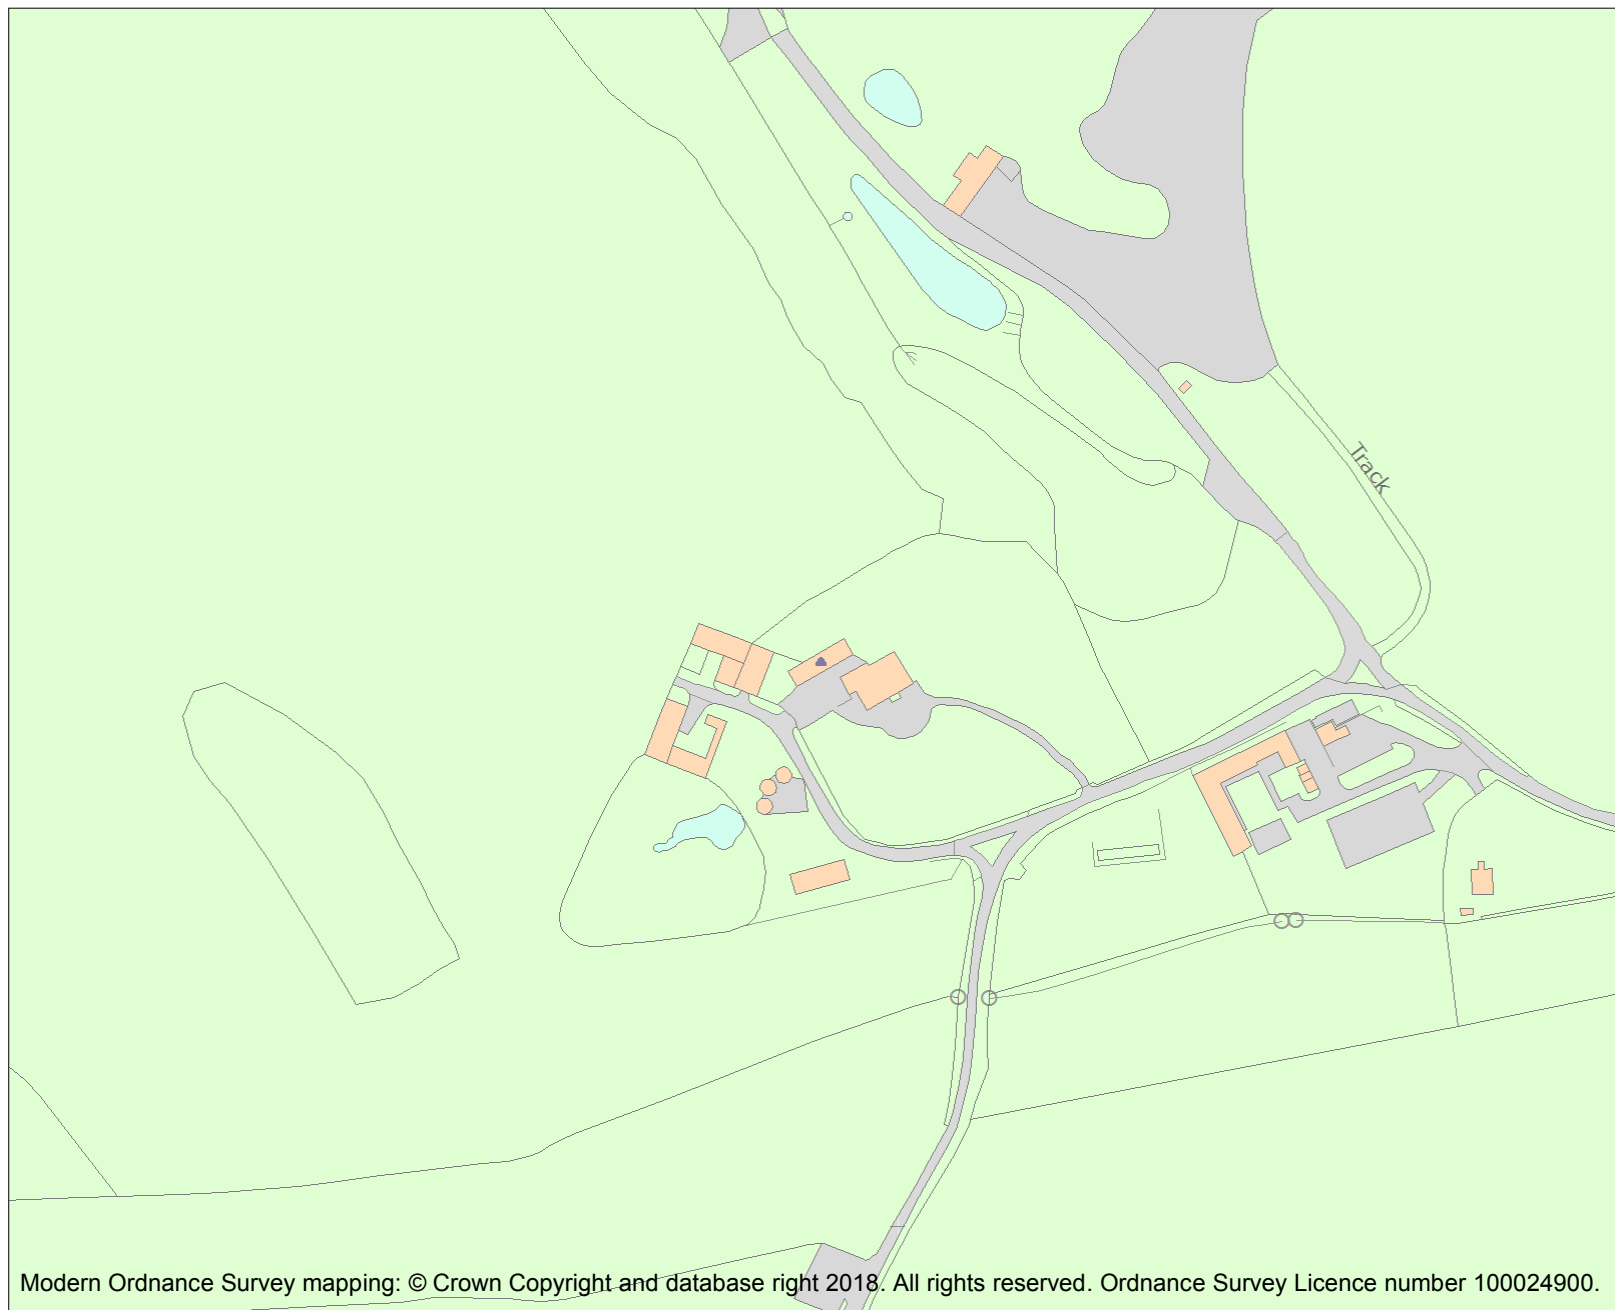 Track
Modern Ordnance Survey mapping: © Crown Copyright and database right 2018. All rights reserved. Ordnance Survey Licence number 100024900.